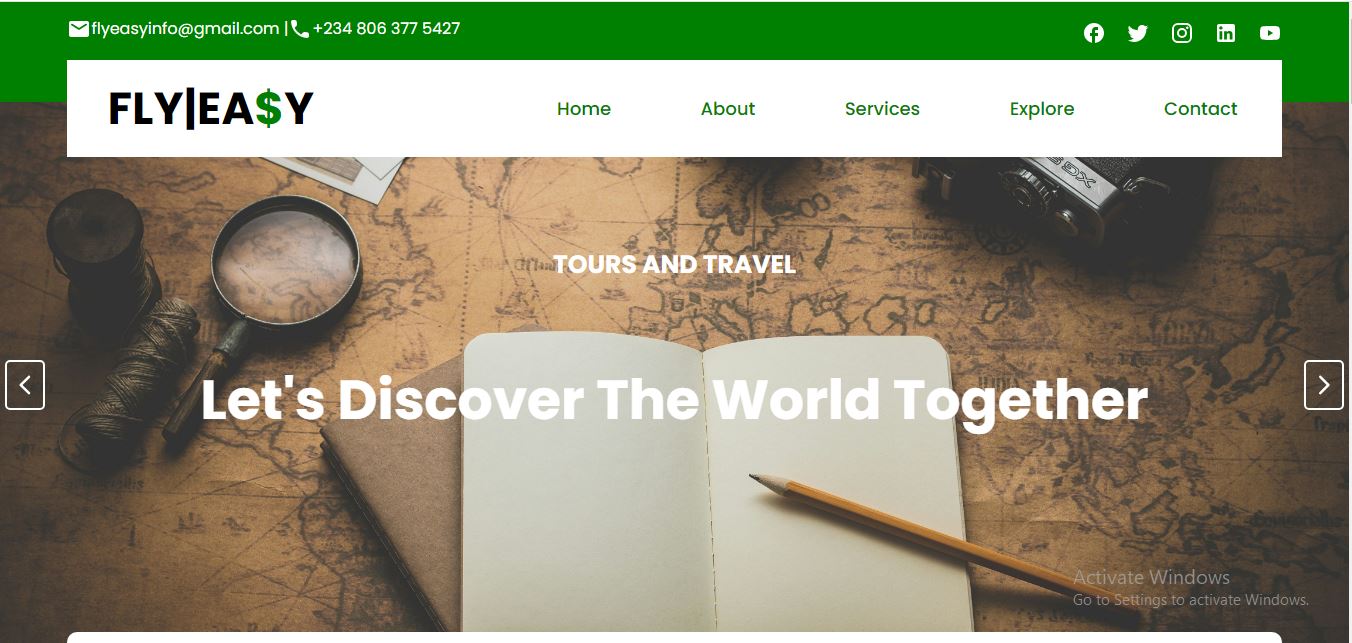 flyeasyinfo@gmail.com | +234 806 377 5427
FLY|EA$Y
Home About Services Explore Contact
TOURS AND TRAVEL
Let's Discover The World Together
Activate Windows
Go to Settings to activate Windows.